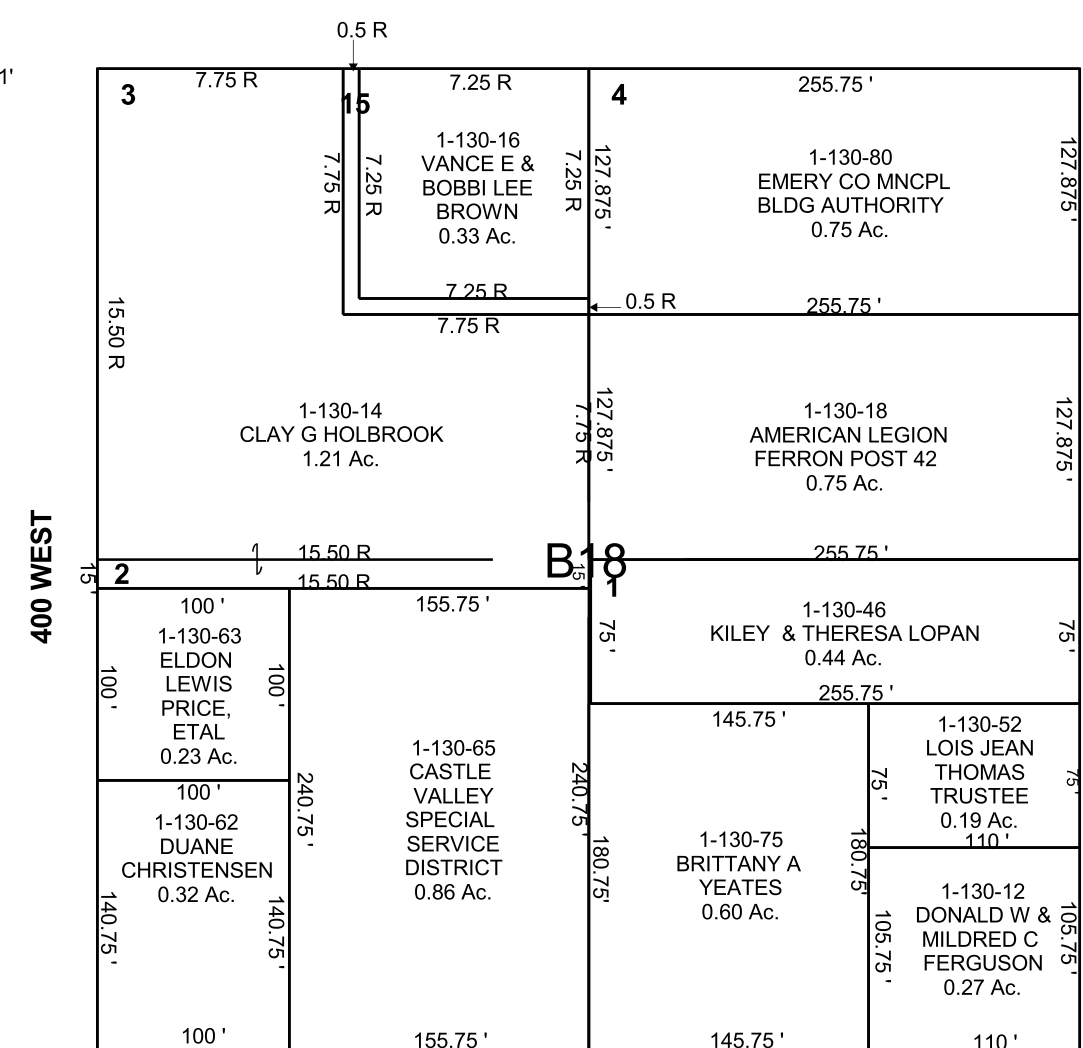 0.5 R
1'
7.75 R
7.25 R
255.75 '
3
15
4
1-130-16
VANCE E &
BOBBI LEE
BROWN
0.33 Ac.
7.75 R
7.25 R
7.25 R
127.875 '
1-130-80
EMERY CO MNCPL
BLDG AUTHORITY
0.75 Ac.
127.875 '
7.25 R
0.5 R
255.75 '
7.75 R
15.50 R
1-130-14
CLAY G HOLBROOK
1.21 Ac.
7.75 R
127.875 '
1-130-18
AMERICAN LEGION
FERRON POST 42
0.75 Ac.
127.875 '
400 WEST
15.50 R
B18
255.75 '
15 '
2
15.50 R
15 '
1
100 '
155.75 '
1-130-46
KILEY & THERESA LOPAN
0.44 Ac.
75 '
75 '
255.75 '
1-130-63
ELDON
LEWIS
PRICE,
ETAL
0.23 Ac.
100 '
100 '
145.75 '
1-130-52
LOIS JEAN
THOMAS
TRUSTEE
0.19 Ac.
75 '
75 '
110 '
100 '
1-130-65
CASTLE
VALLEY
SPECIAL
SERVICE
DISTRICT
0.86 Ac.
240.75 '
240.75 '
1-130-62
DUANE
CHRISTENSEN
0.32 Ac.
140.75 '
140.75 '
1-130-75
BRITTANY A
YEATES
0.60 Ac.
180.75'
180.75'
1-130-12
DONALD W &
MILDRED C
FERGUSON
0.27 Ac.
105.75 '
105.75 '
100 '
155.75 '
145.75 '
110 '